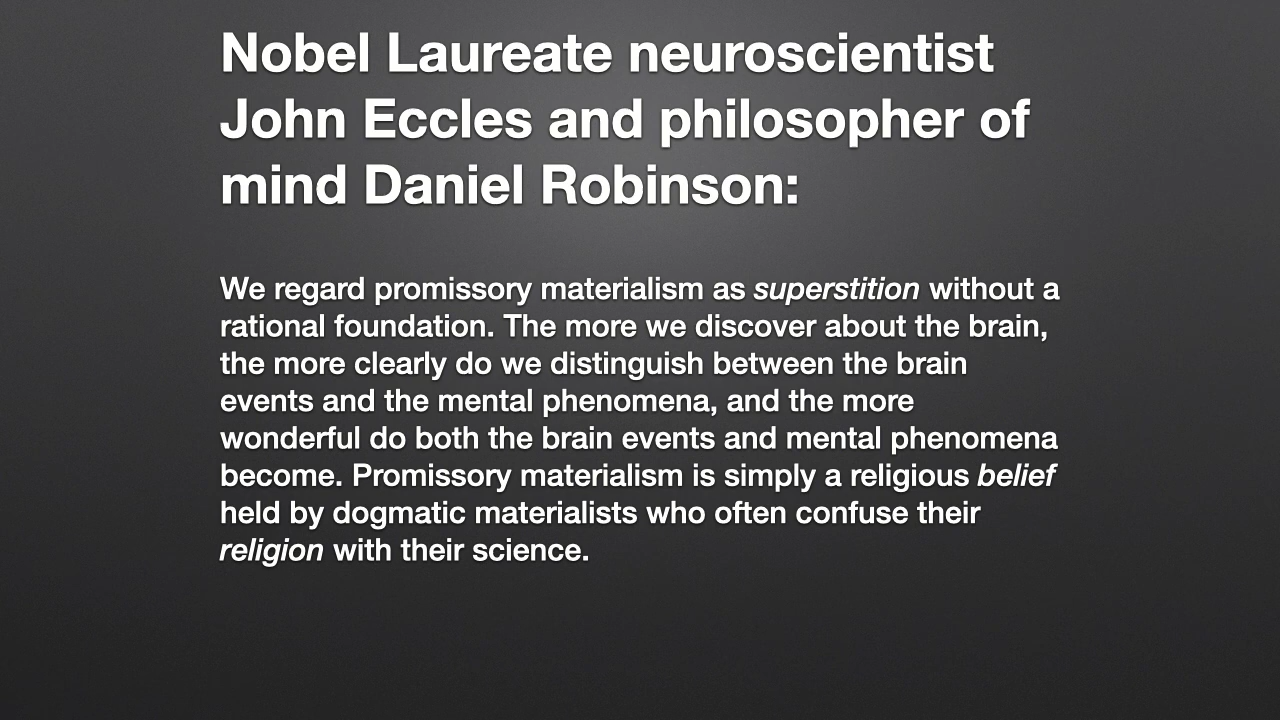 Nobel Laureate neuroscientist
John Eccles and philosopher of
mind Daniel Robinson:
We regard promissory materialism as superstition without a
rational foundation. The more we discover about the brain,
the more clearly do we distinguish between the brain
events and the mental phenomena, and the more
wonderful do both the brain events and mental phenomena
become. Promissory materialism is simply a religious belief
held by dogmatic materialists who often confuse their
religion with their science.